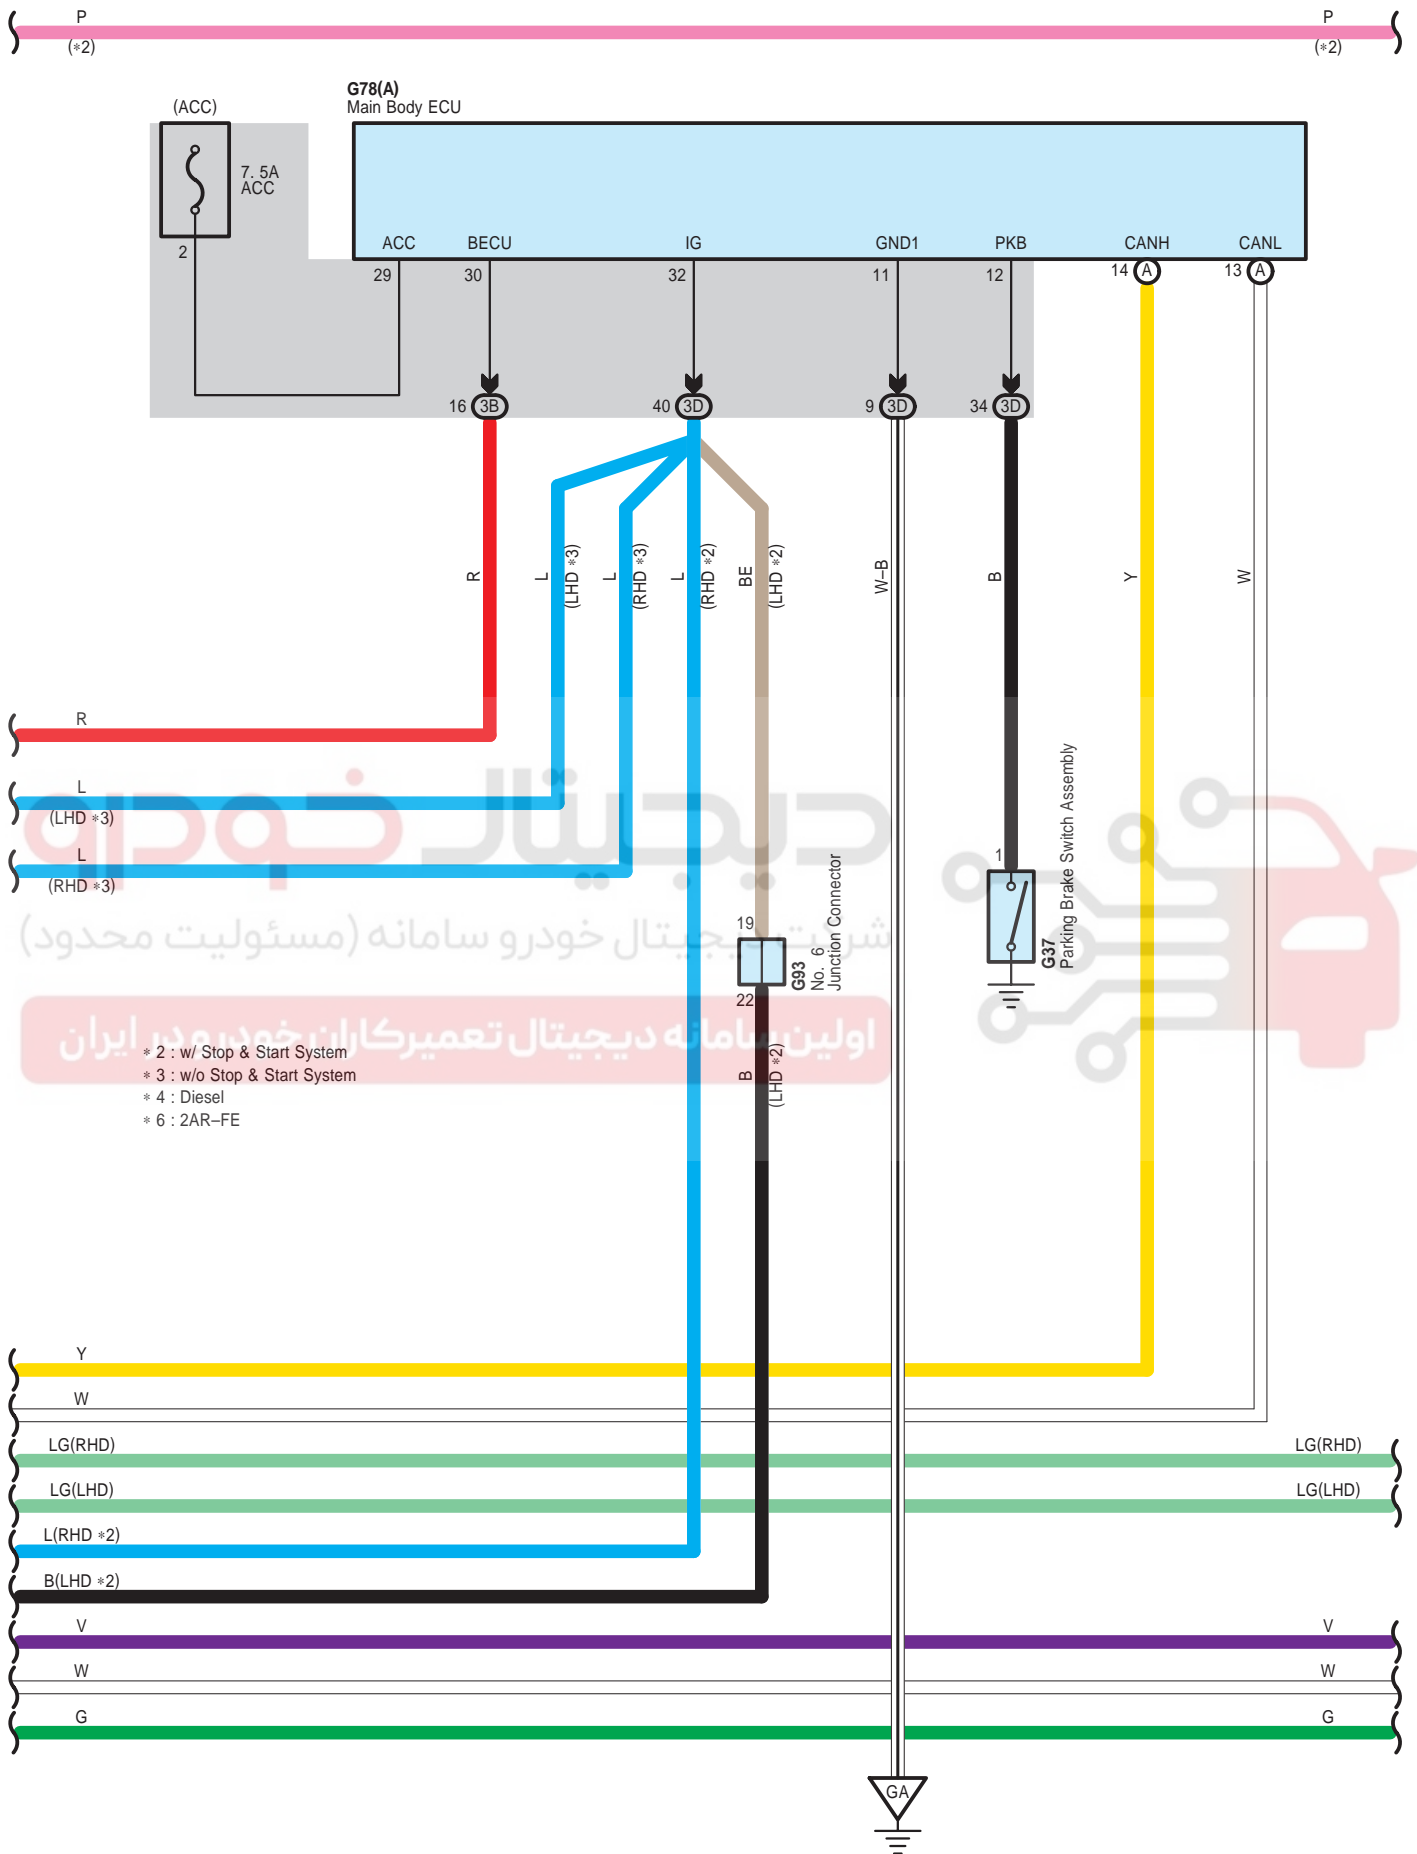 P
P
(*2)
(*2)
G78(A)
Main Body ECU
(ACC)
7. 5A
ACC
2
ACC
BECU
IG
GND1
PKB
CANH
CANL
29
30
32
11
12
14 A
13 A
16 3B
40 3D
9 3D
34 3D
R
L
(LHD *3)
L
(RHD *3)
L
(RHD *2)
BE
(LHD *2)
W–B
B
Y
W
R
L
(LHD *3)
L
(RHD *3)
دیجیتال خودرو
شرکت دیجیتال خودرو سامانه (مسئولیت محدود)
اولین سامانه دیجیتال تعمیرکاران خودرو در ایران
19
22
G93
No. 6
Junction Connector
1
G37
Parking Brake Switch Assembly
B
(LHD *2)
* 2 : w/ Stop & Start System
* 3 : w/o Stop & Start System
* 4 : Diesel
* 6 : 2AR–FE
Y
W
LG(RHD)
LG(RHD)
LG(LHD)
LG(LHD)
L(RHD *2)
B(LHD *2)
V
V
W
W
G
G
GA